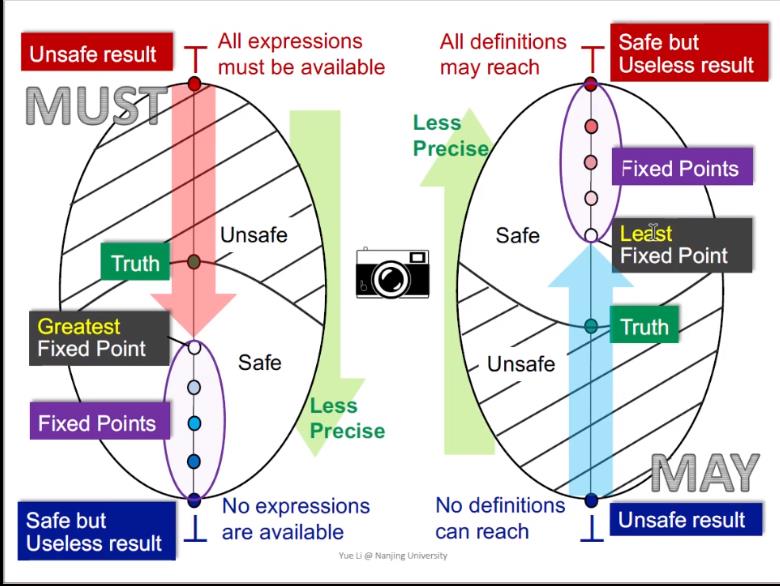 Unsafe result
⊤
All expressions
must be available
MUST
Unsafe
Truth
Greatest
Fixed Point
Safe
Fixed Points
Less
Precise
Safe but
Useless result
⊥
No expressions
are available
All definitions
may reach
⊤
Safe but
Useless result
Less
Precise
Fixed Points
Safe
Least
Fixed Point
Truth
Unsafe
MAY
No definitions
can reach
⊥
Unsafe result
Yue Li @ Nanjing University